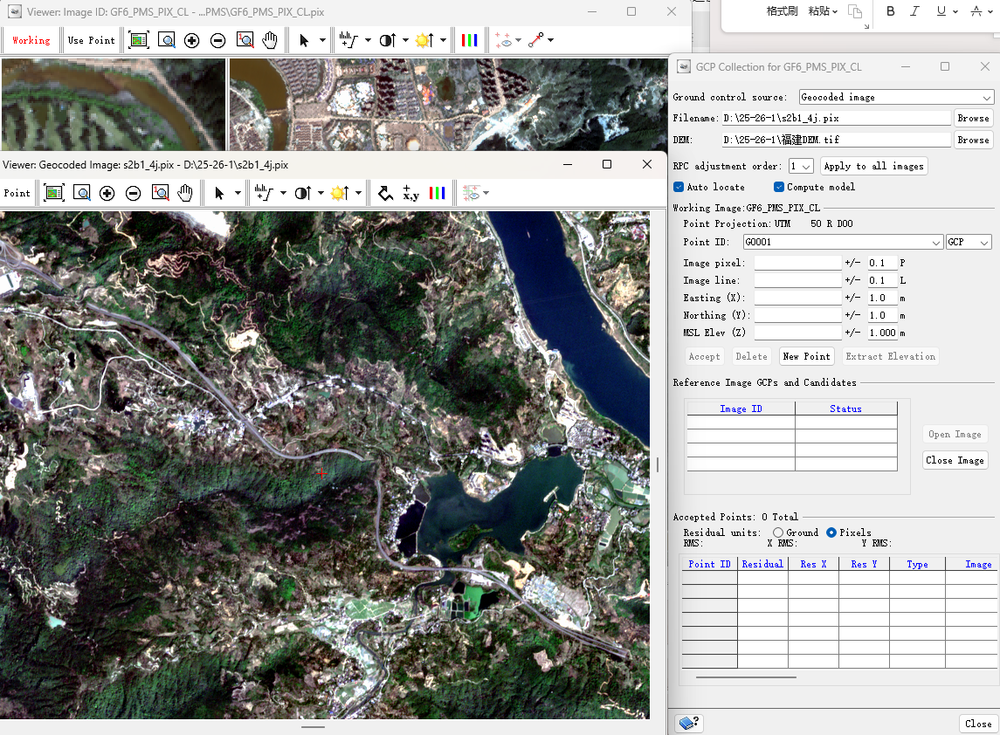 Viewer: Image ID: GF6_PMS_PIX_CL - ...PMS\GF6_PMS_PIX_CL.pix
格式刷 粘贴
B I U A
Working Use Point
GCP Collection for GF6_PMS_PIX_CL
Ground control source: Geocoded image
Filename: D:\25-26-1\s2b1_4j.pix Browse
DEM: D:\25-26-1\福建DEM.tif Browse
Viewer: Geocoded Image: s2b1_4j.pix - D:\25-26-1\s2b1_4j.pix
RPC adjustment order: 1 Apply to all images
Auto locate Compute model
Point x,y
Working Image:GF6_PMS_PIX_CL
Point Projection: UTM 50 R D00
Point ID: G0001 GCP
Image pixel: +/- 0.1 P
Image line: +/- 0.1 L
Easting (X): +/- 1.0 m
Northing (Y): +/- 1.0 m
MSL Elev (Z) +/- 1.000 m
Accept Delete New Point Extract Elevation
Reference Image GCPs and Candidates
Image ID Status
Open Image
Close Image
Accepted Points: 0 Total
Residual units: Ground Pixels
RMS: X RMS: Y RMS:
Point ID Residual Res X Res Y Type Image
Close